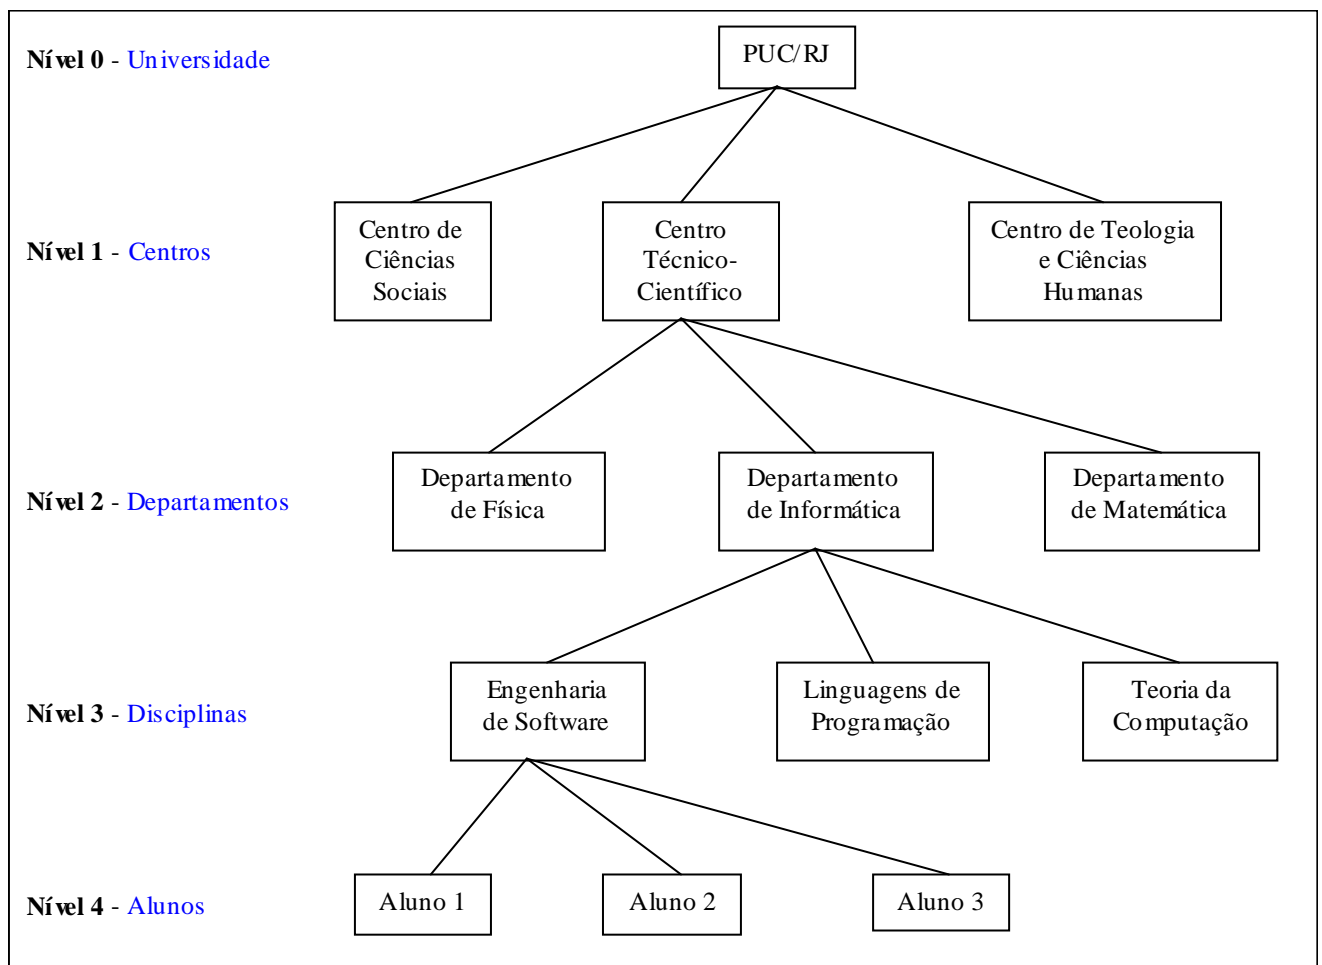 Nível 0 - Universidade
PUC/RJ
Nível 1 - Centros
Centro de
Ciências
Sociais
Centro
Técnico-
Científico
Centro de Teologia
e Ciências
Humanas
Nível 2 - Departamentos
Departamento
de Física
Departamento
de Informática
Departamento
de Matemática
Nível 3 - Disciplinas
Engenharia
de Software
Linguagens de
Programação
Teoria da
Computação
Nível 4 - Alunos
Aluno 1
Aluno 2
Aluno 3